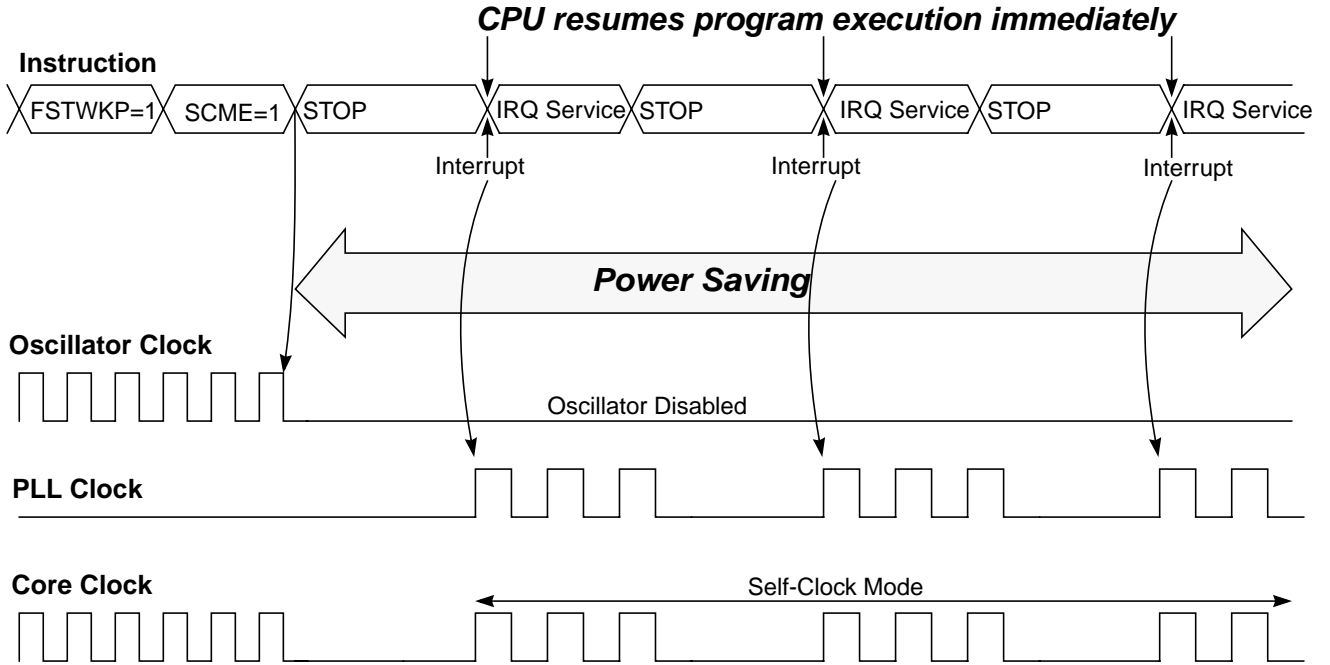 CPU resumes program execution immediately
Instruction
FSTWKP=1 SCME=1 STOP IRQ Service STOP IRQ Service STOP IRQ Service
Interrupt Interrupt Interrupt
Power Saving
Oscillator Clock
Oscillator Disabled
PLL Clock
Core Clock
Self-Clock Mode